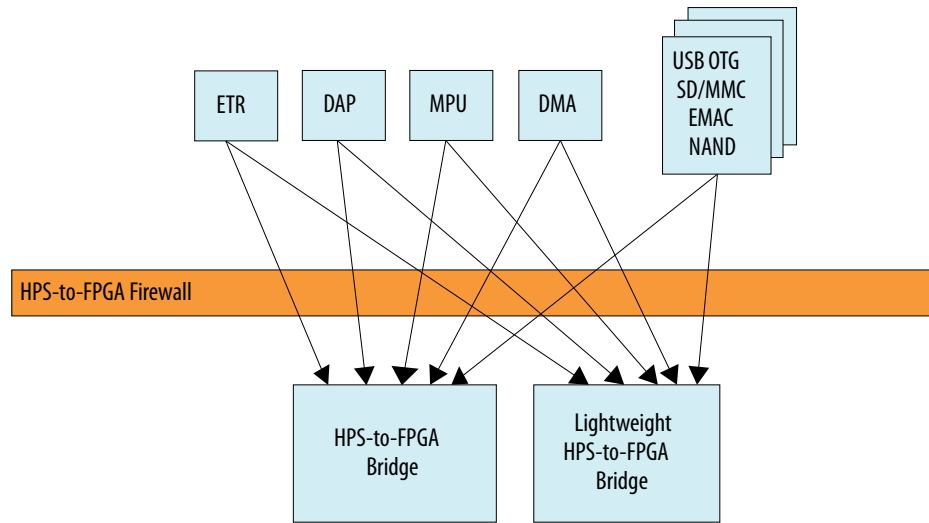 ETR
DAP
MPU
DMA
USB OTG
SD/MMC
EMAC
NAND
HPS-to-FPGA Firewall
HPS-to-FPGA
Bridge
Lightweight
HPS-to-FPGA
Bridge